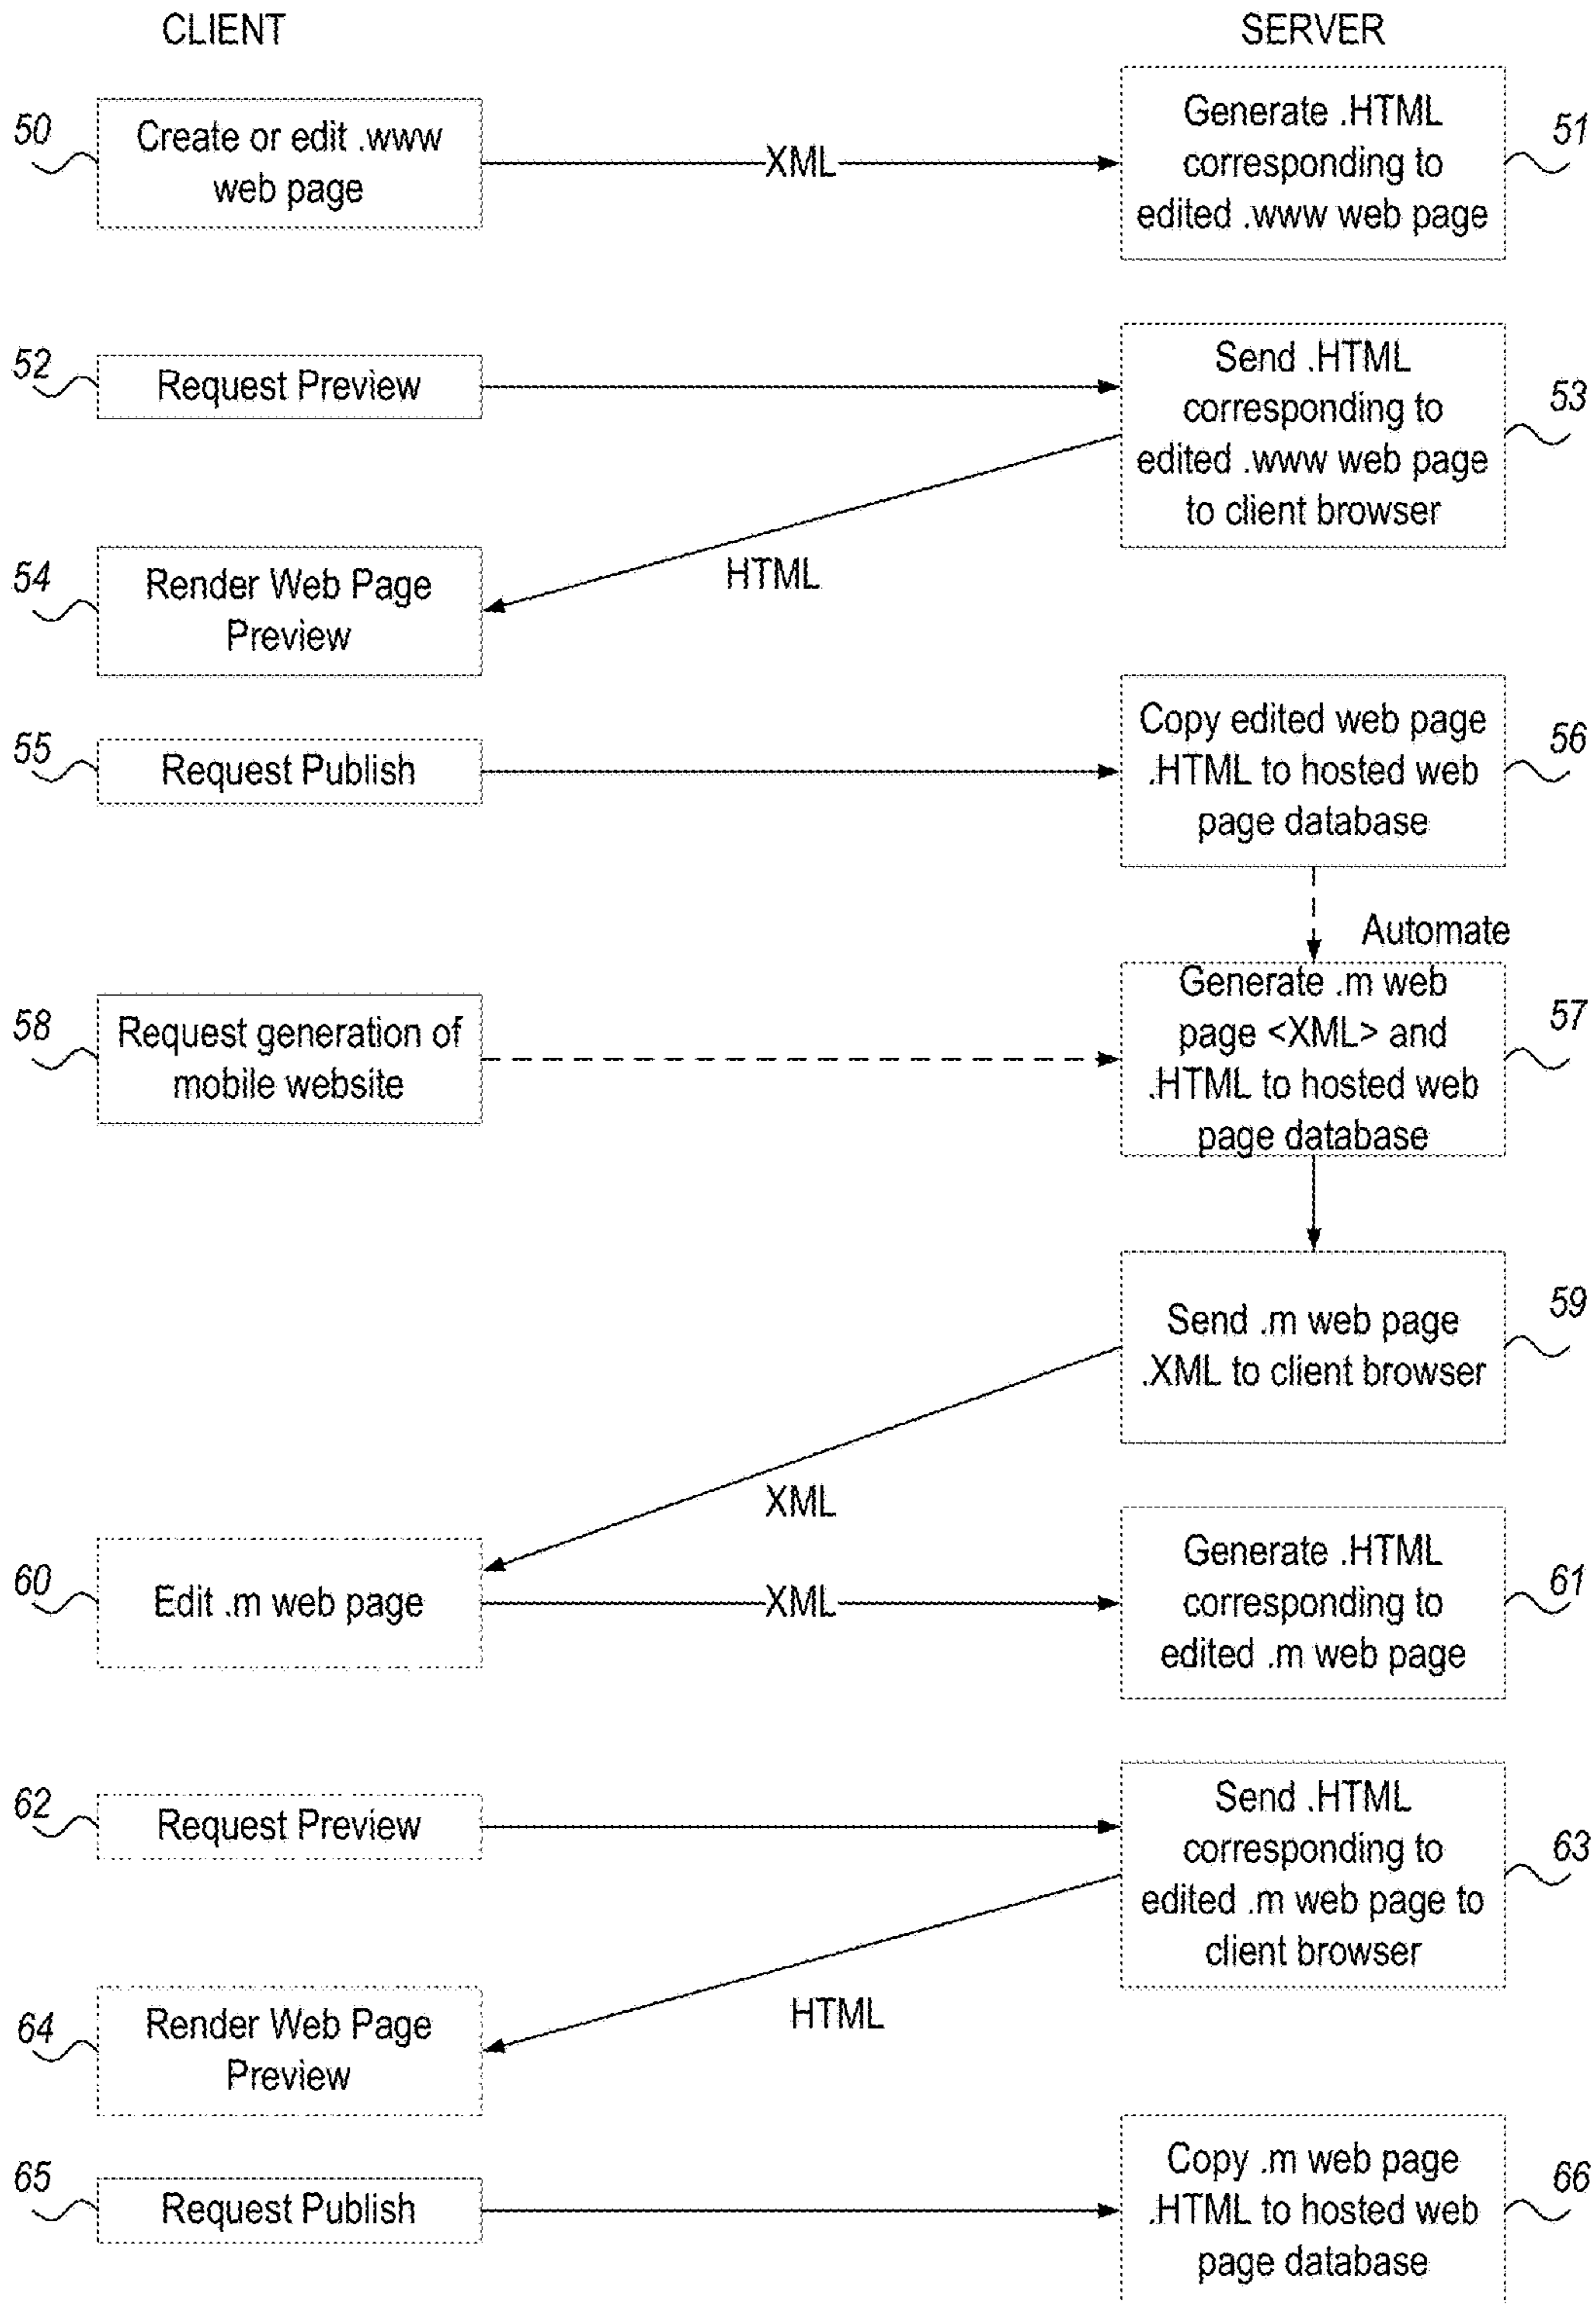 CLIENT
SERVER
50
Create or edit .www
web page
XML
Generate .HTML
corresponding to
edited .www web page
51
52
Request Preview
Send .HTML
corresponding to
edited .www web page
to client browser
53
HTML
54
Render Web Page
Preview
55
Request Publish
Copy edited web page
.HTML to hosted web
page database
56
Automate
58
Request generation of
mobile website
Generate .m web
page <XML> and
.HTML to hosted web
page database
57
Send .m web page
.XML to client browser
59
XML
60
Edit .m web page
XML
Generate .HTML
corresponding to
edited .m web page
61
62
Request Preview
Send .HTML
corresponding to
edited .m web page to
client browser
63
HTML
64
Render Web Page
Preview
65
Request Publish
Copy .m web page
.HTML to hosted web
page database
66